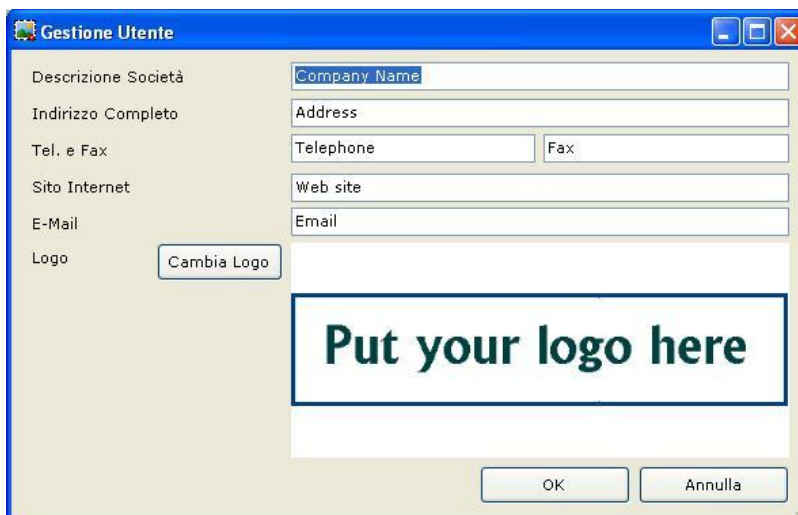 Gestione Utente
Descrizione Società Company Name
Indirizzo Completo Address
Tel. e Fax Telephone Fax
Sito Internet Web site
E-Mail Email
Logo Cambia Logo
Put your logo here
OK Annulla